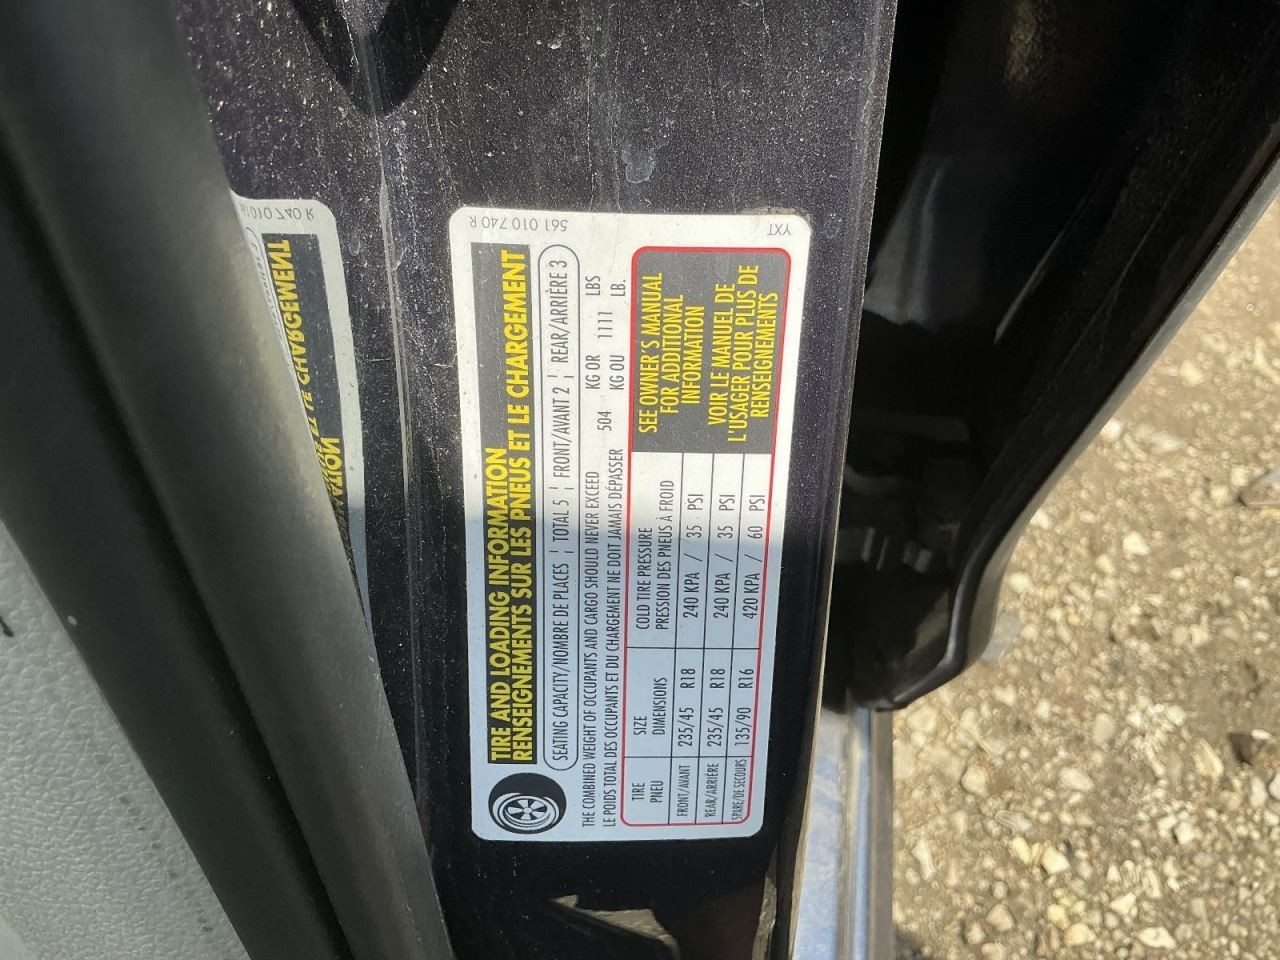 561 010 740 R
YXT
TIRE AND LOADING INFORMATION
RENSEIGNEMENTS SUR LES PNEUS ET LE CHARGEMENT
SEATING CAPACITY/NOMBRE DE PLACES ¦ TOTAL 5 ¦ FRONT/AVANT 2 ¦ REAR/ARRIÈRE 3
THE COMBINED WEIGHT OF OCCUPANTS AND CARGO SHOULD NEVER EXCEED 504 KG OR 1111 LBS
LE POIDS TOTAL DES OCCUPANTS ET DU CHARGEMENT NE DOIT JAMAIS DÉPASSER KG OU LB.
TIRE SIZE COLD TIRE PRESSURE
PNEU DIMENSIONS PRESSION DES PNEUS À FROID
FRONT/AVANT 235/45 R18 240 KPA / 35 PSI
REAR/ARRIÈRE 235/45 R18 240 KPA / 35 PSI
SPARE/DE SECOURS 135/90 R16 420 KPA / 60 PSI
SEE OWNER'S MANUAL
FOR ADDITIONAL
INFORMATION
VOIR LE MANUEL DE
L'USAGER POUR PLUS DE
RENSEIGNEMENTS